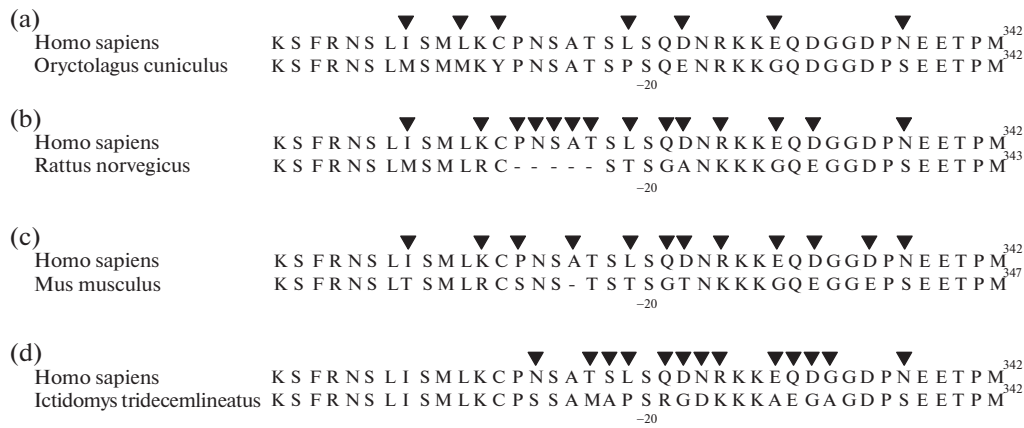 (a)
Homo sapiens K S F R N S L I S M L K C P N S A T S L S Q D N R K K E Q D G G D P N E E T P M 342
Oryctolagus cuniculus K S F R N S L M S M M K Y P N S A T S P S Q E N R K K G Q D G G D P S E E T P M 342
–20
(b)
Homo sapiens K S F R N S L I S M L K C P N S A T S L S Q D N R K K E Q D G G D P N E E T P M 342
Rattus norvegicus K S F R N S L M S M L R C - - - - - S T S G A N K K K G Q E G G D P S E E T P M 343
–20
(c)
Homo sapiens K S F R N S L I S M L K C P N S A T S L S Q D N R K K E Q D G G D P N E E T P M 342
Mus musculus K S F R N S L T S M L R C S N S - T S T S G T N K K K G Q E G G E P S E E T P M 347
–20
(d)
Homo sapiens K S F R N S L I S M L K C P N S A T S L S Q D N R K K E Q D G G D P N E E T P M 342
Ictidomys tridecemlineatus K S F R N S L I S M L K C P S S A M A P S R G D K K K A E G A G D P S E E T P M 342
–20